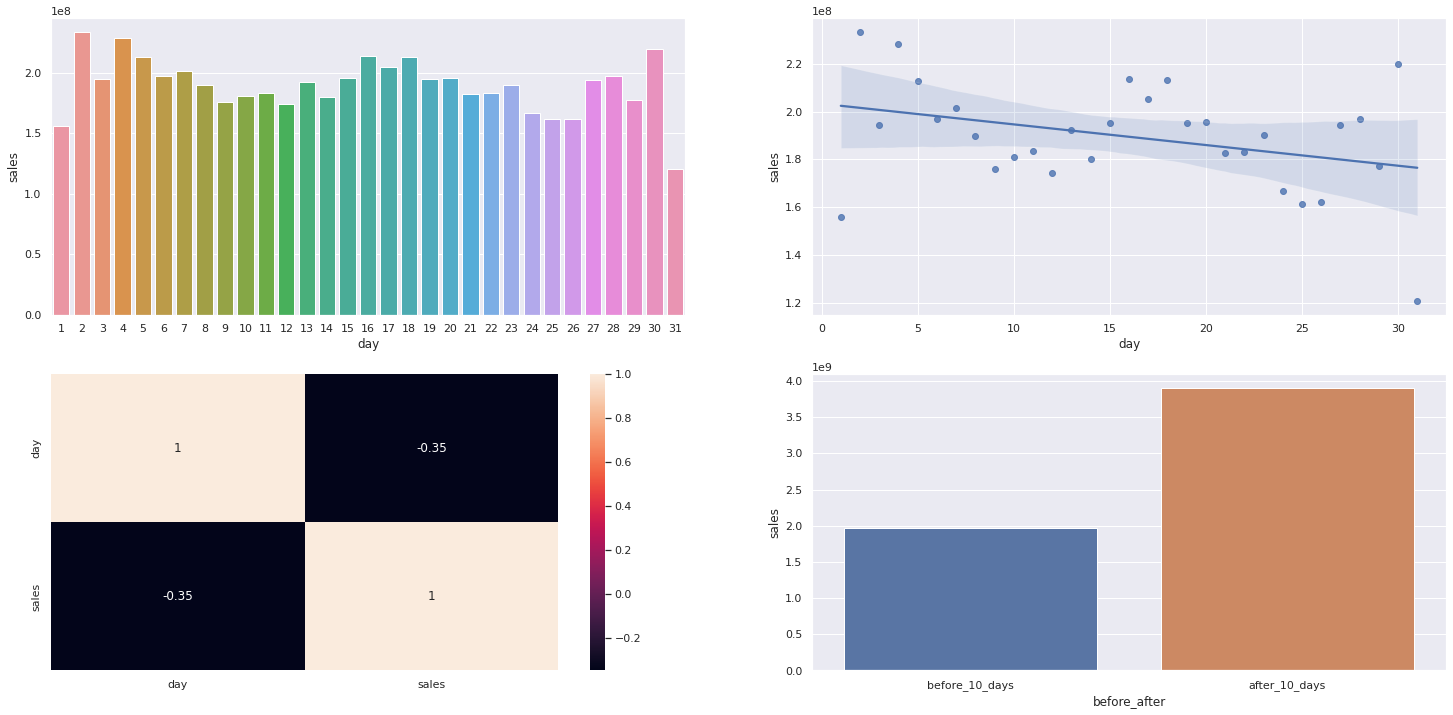 1e8
sales
2.0
1.5
1.0
0.5
0.0
1 2 3 4 5 6 7 8 9 10 11 12 13 14 15 16 17 18 19 20 21 22 23 24 25 26 27 28 29 30 31
day
1e8
sales
2.2
2.0
1.8
1.6
1.4
1.2
0 5 10 15 20 25 30
day
day
sales
1 -0.35
-0.35 1
day sales
1.0
0.8
0.6
0.4
0.2
0.0
−0.2
1e9
sales
4.0
3.5
3.0
2.5
2.0
1.5
1.0
0.5
0.0
before_10_days after_10_days
before_after